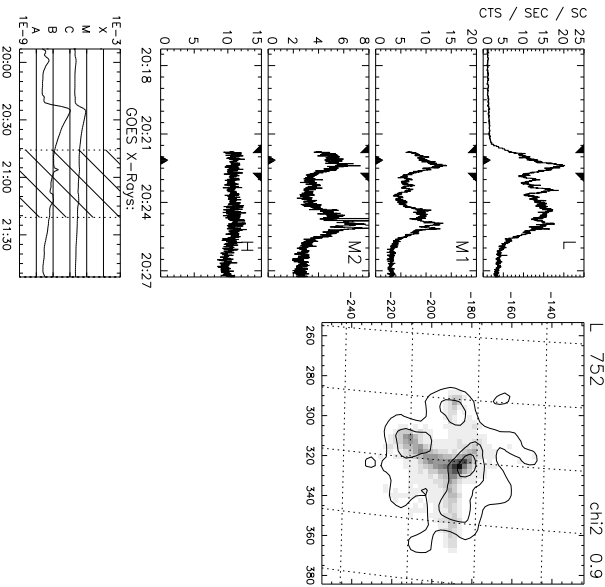 CTS / SEC / SC
0 5 10 15 20 25
L
0 5 10 15
M1
0 2 4 6 8
M2
0 5 10 15
H
20:18 20:21 20:24 20:27
GOES X-Rays:
1E-9 A B C M X 1E-3
20:00 20:30 21:00 21:30
L 752 chi2 0.9
-240 -220 -200 -180 -160 -140
260 280 300 320 340 360 380